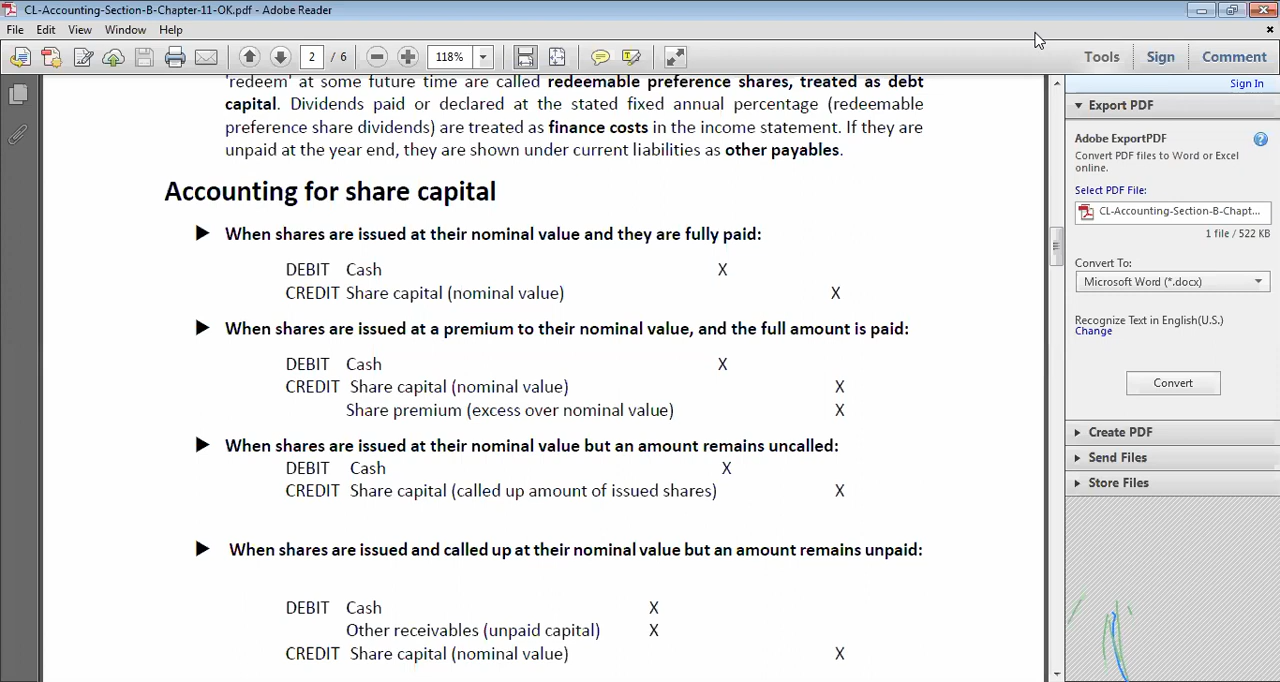 CL-Accounting-Section-B-Chapter-11-OK.pdf - Adobe Reader
File Edit View Window Help
2 / 6 118% Tools Sign Comment
'redeem' at some future time are called redeemable preference shares, treated as debt
capital. Dividends paid or declared at the stated fixed annual percentage (redeemable
preference share dividends) are treated as finance costs in the income statement. If they are
unpaid at the year end, they are shown under current liabilities as other payables.
Accounting for share capital
When shares are issued at their nominal value and they are fully paid:
DEBIT Cash X
CREDIT Share capital (nominal value) X
When shares are issued at a premium to their nominal value, and the full amount is paid:
DEBIT Cash X
CREDIT Share capital (nominal value) X
Share premium (excess over nominal value) X
When shares are issued at their nominal value but an amount remains uncalled:
DEBIT Cash X
CREDIT Share capital (called up amount of issued shares) X
When shares are issued and called up at their nominal value but an amount remains unpaid:
DEBIT Cash X
Other receivables (unpaid capital) X
CREDIT Share capital (nominal value) X
Sign In
Export PDF
Adobe ExportPDF
Convert PDF files to Word or Excel
online.
Select PDF File:
CL-Accounting-Section-B-Chapt...
1 file / 522 KB
Convert To:
Microsoft Word (*.docx)
Recognize Text in English(U.S.)
Change
Convert
Create PDF
Send Files
Store Files